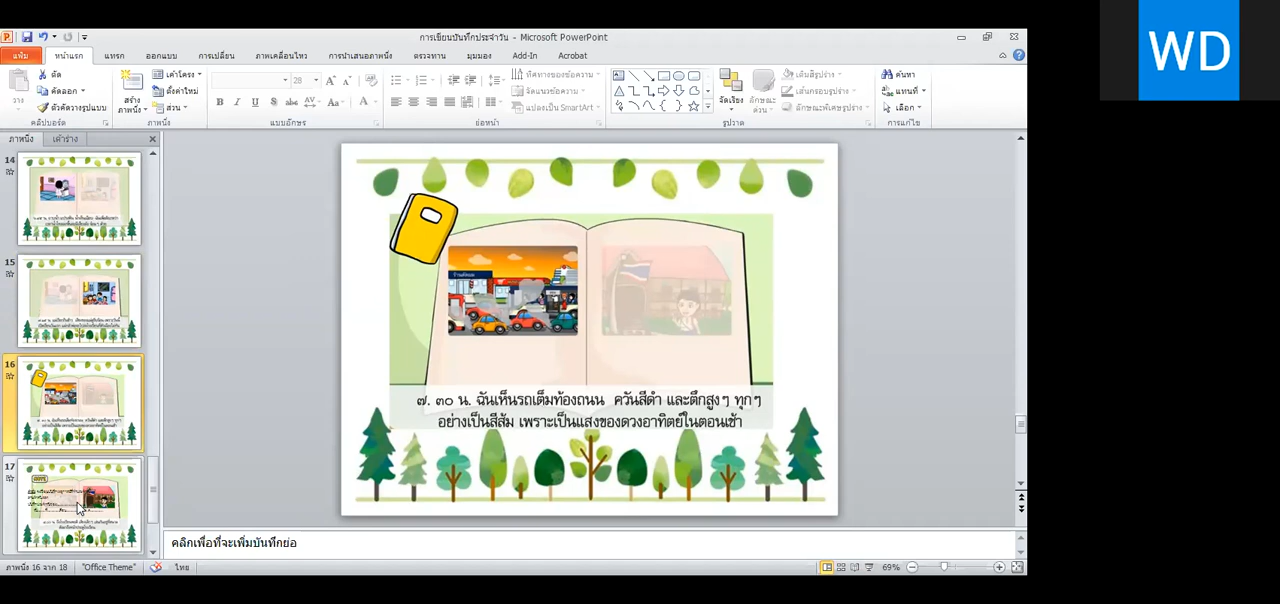 WD
การเขียนบันทึกประจำวัน - Microsoft PowerPoint
แฟ้ม หน้าแรก แทรก ออกแบบ การเปลี่ยน ภาพเคลื่อนไหว การนำเสนอภาพนิ่ง ตรวจทาน มุมมอง Add-In Acrobat
วาง
ตัด
คัดลอก
ตัวคัดวางรูปแบบ
คลิปบอร์ด
สร้าง
ภาพนิ่ง
เค้าโครง
ตั้งค่าใหม่
ส่วน
ภาพนิ่ง
28
แบบอักษร
ทิศทางของข้อความ
จัดแนวข้อความ
แปลงเป็น SmartArt
ย่อหน้า
จัดเรียง
ลักษณะ
ด่วน
เติมสีรูปร่าง
เส้นกรอบรูปร่าง
ลักษณะพิเศษรูปร่าง
รูปวาด
ค้นหา
แทนที่
เลือก
การแก้ไข
ภาพนิ่ง เค้าร่าง
14
15
16
17
๗. ๓๐ น. ฉันเห็นรถเต็มท้องถนน ควันสีดำ และตึกสูงๆ ทุกๆ
อย่างเป็นสีส้ม เพราะเป็นแสงของดวงอาทิตย์ในตอนเช้า
คลิกเพื่อที่จะเพิ่มบันทึกย่อ
ภาพนิ่ง 16 จาก 18 "Office Theme" ไทย 69%